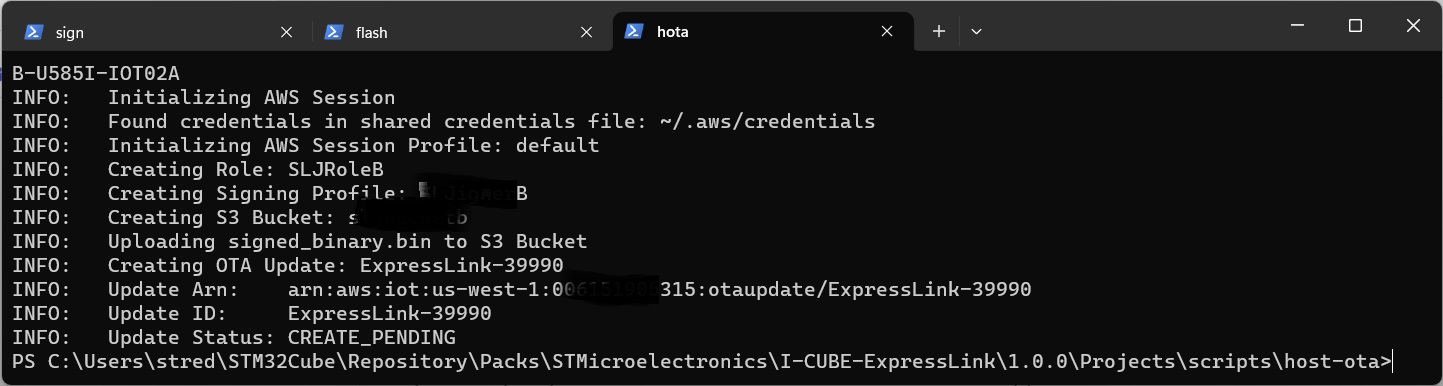 sign
flash
hota
B-U585I-IOT02A
INFO:   Initializing AWS Session
INFO:   Found credentials in shared credentials file: ~/.aws/credentials
INFO:   Initializing AWS Session Profile: default
INFO:   Creating Role: SLJRoleB
INFO:   Creating Signing Profile:
INFO:   Creating S3 Bucket:
INFO:   Uploading signed_binary.bin to S3 Bucket
INFO:   Creating OTA Update: ExpressLink-39990
INFO:   Update Arn:    arn:aws:iot:us-west-1: 315:otaupdate/ExpressLink-39990
INFO:   Update ID:     ExpressLink-39990
INFO:   Update Status: CREATE_PENDING
PS C:\Users\stred\STM32Cube\Repository\Packs\STMicroelectronics\I-CUBE-ExpressLink\1.0.0\Projects\scripts\host-ota>